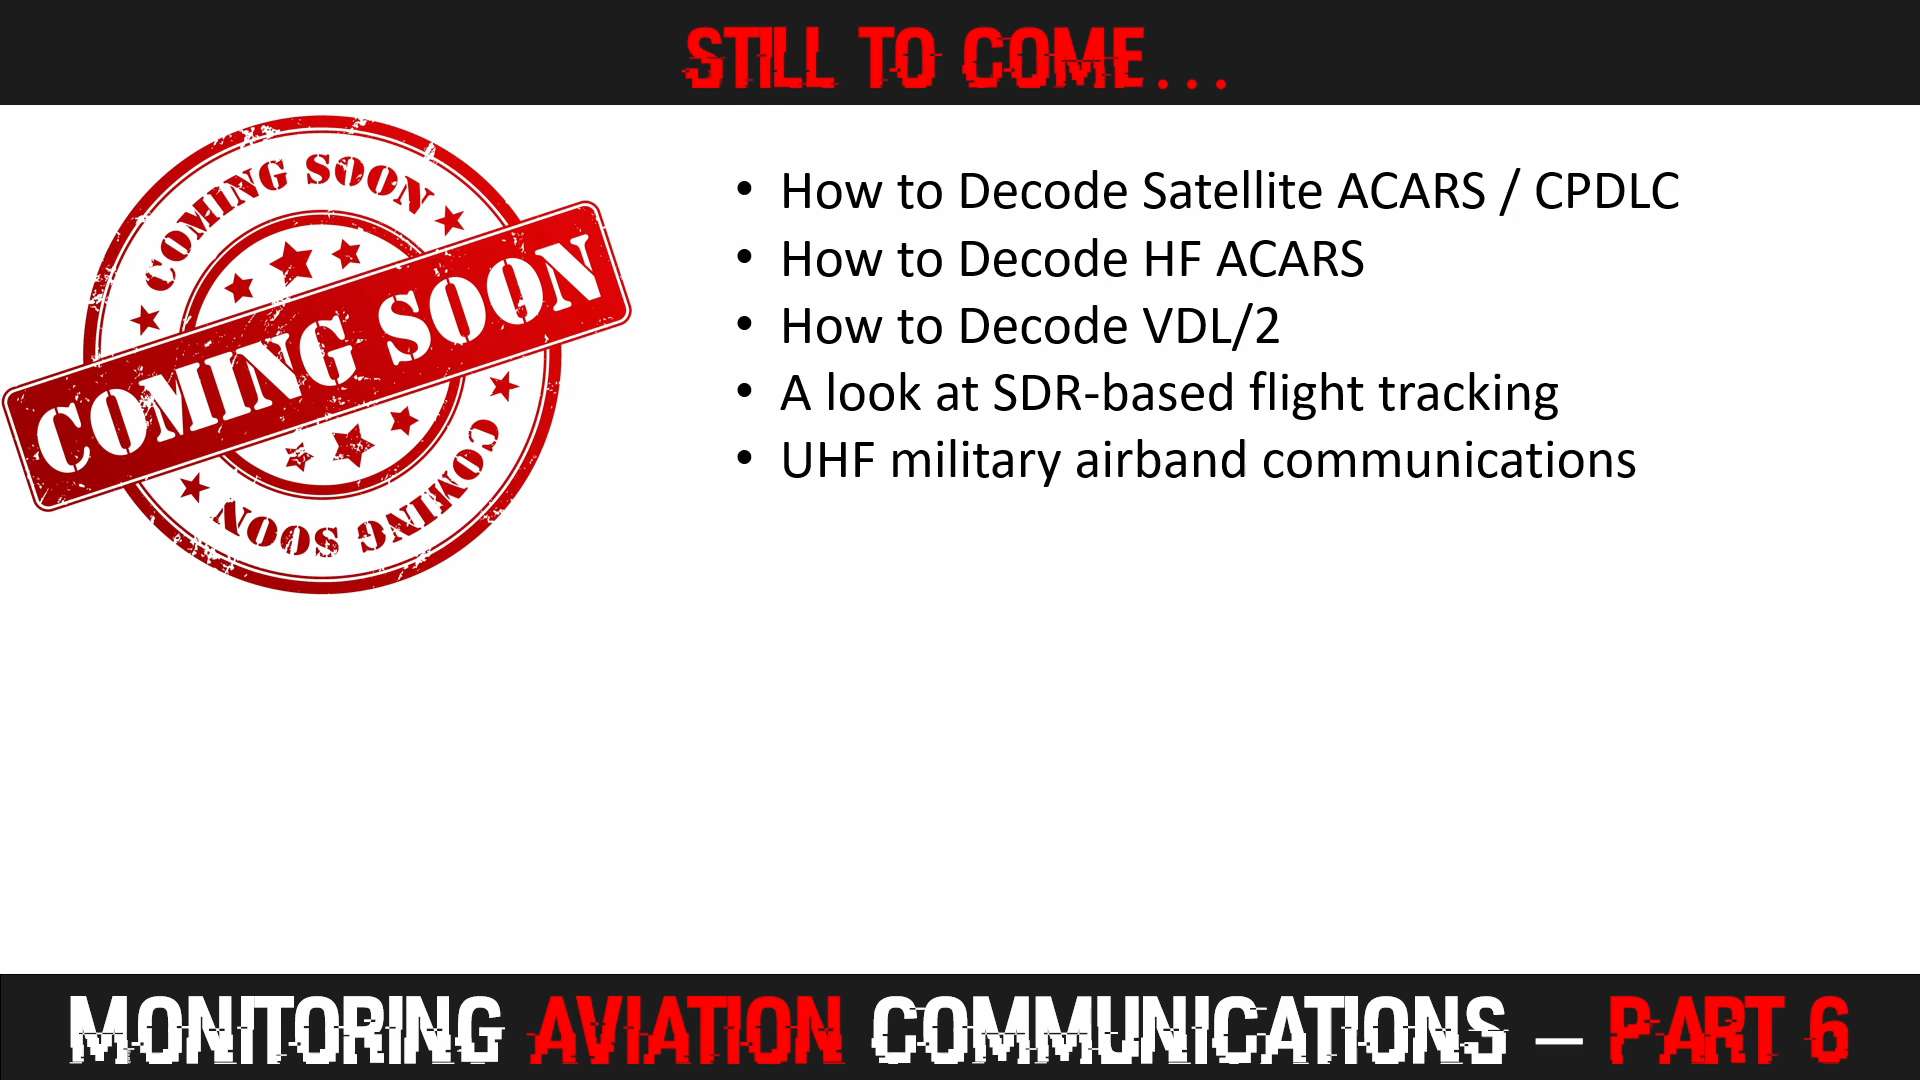 STILL TO COME...
COMING SOON
COMING SOON
COMING SOON
• How to Decode Satellite ACARS / CPDLC
• How to Decode HF ACARS
• How to Decode VDL/2
• A look at SDR-based flight tracking
• UHF military airband communications
MONITORING AVIATION COMMUNICATIONS – PART 6